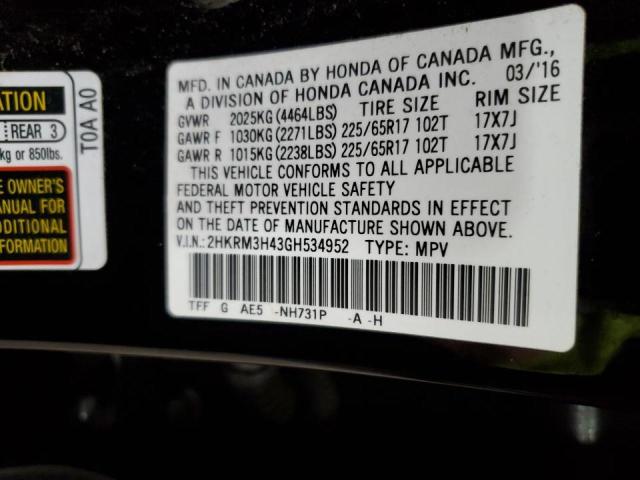 ATION
REAR 3
kg or 850lbs.
E OWNER'S
ANUAL FOR
DDITIONAL
FORMATION
TOA A0
MFD. IN CANADA BY HONDA OF CANADA MFG.,
A DIVISION OF HONDA CANADA INC. 03/'16
GVWR 2025KG (4464LBS) TIRE SIZE RIM SIZE
GAWR F 1030KG (2271LBS) 225/65R17 102T 17X7J
GAWR R 1015KG (2238LBS) 225/65R17 102T 17X7J
THIS VEHICLE CONFORMS TO ALL APPLICABLE
FEDERAL MOTOR VEHICLE SAFETY
AND THEFT PREVENTION STANDARDS IN EFFECT
ON THE DATE OF MANUFACTURE SHOWN ABOVE.
V.I.N.: 2HKRM3H43GH534952 TYPE: MPV
TFF G AE5 -NH731P -A -H